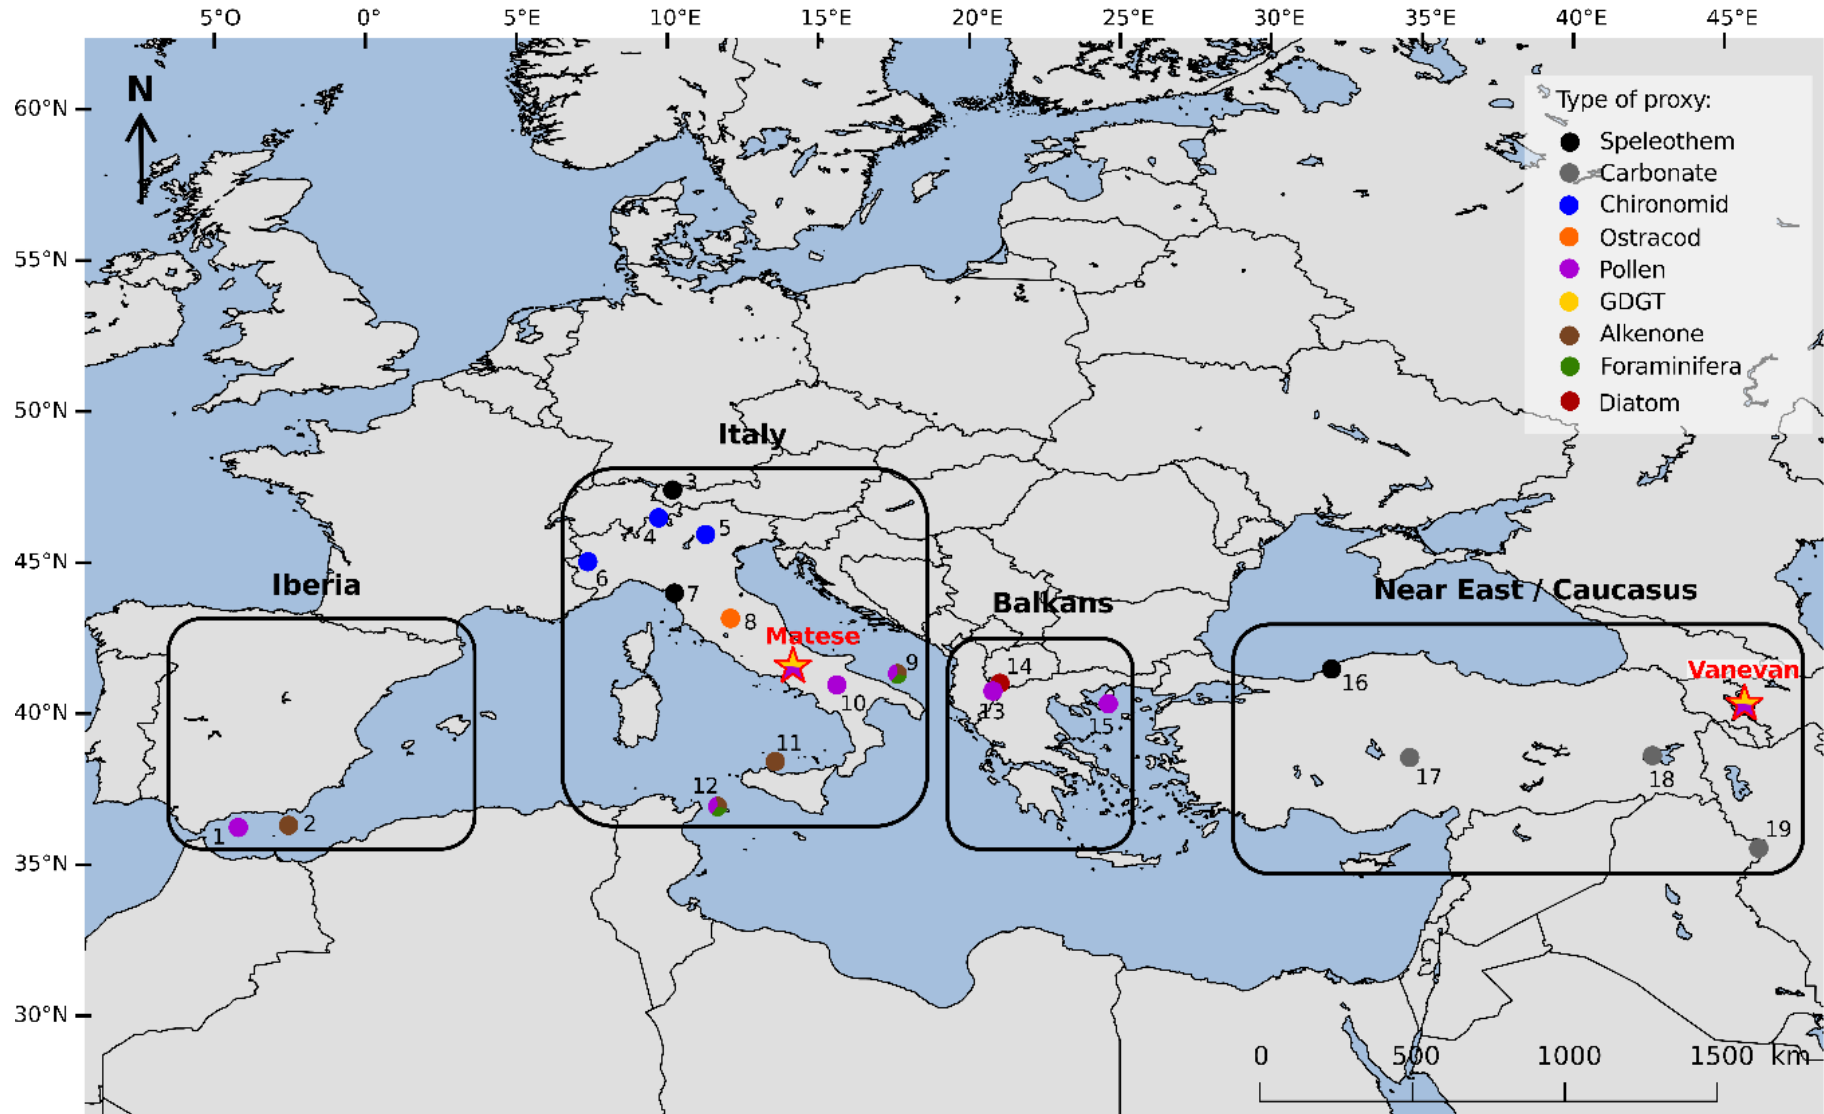 5°O 0° 5°E 10°E 15°E 20°E 25°E 30°E 35°E 40°E 45°E
N
60°N
55°N
50°N
45°N
40°N
35°N
30°N
Type of proxy:
Speleothem
Carbonate
Chironomid
Ostracod
Pollen
GDGT
Alkenone
Foraminifera
Diatom
Italy
Iberia
Balkans
Near East / Caucasus
Matese
Vanevan
1
2
3
4
5
6
7
8
9
10
11
12
13
14
15
16
17
18
19
0 500 1000 1500 km